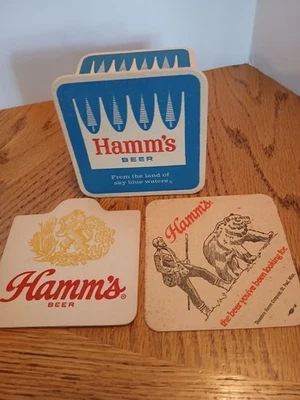 Hamm's
BEER
From the land of
sky blue waters®
Hamm's®
BEER
Hamm's®
the beer you've been looking for.